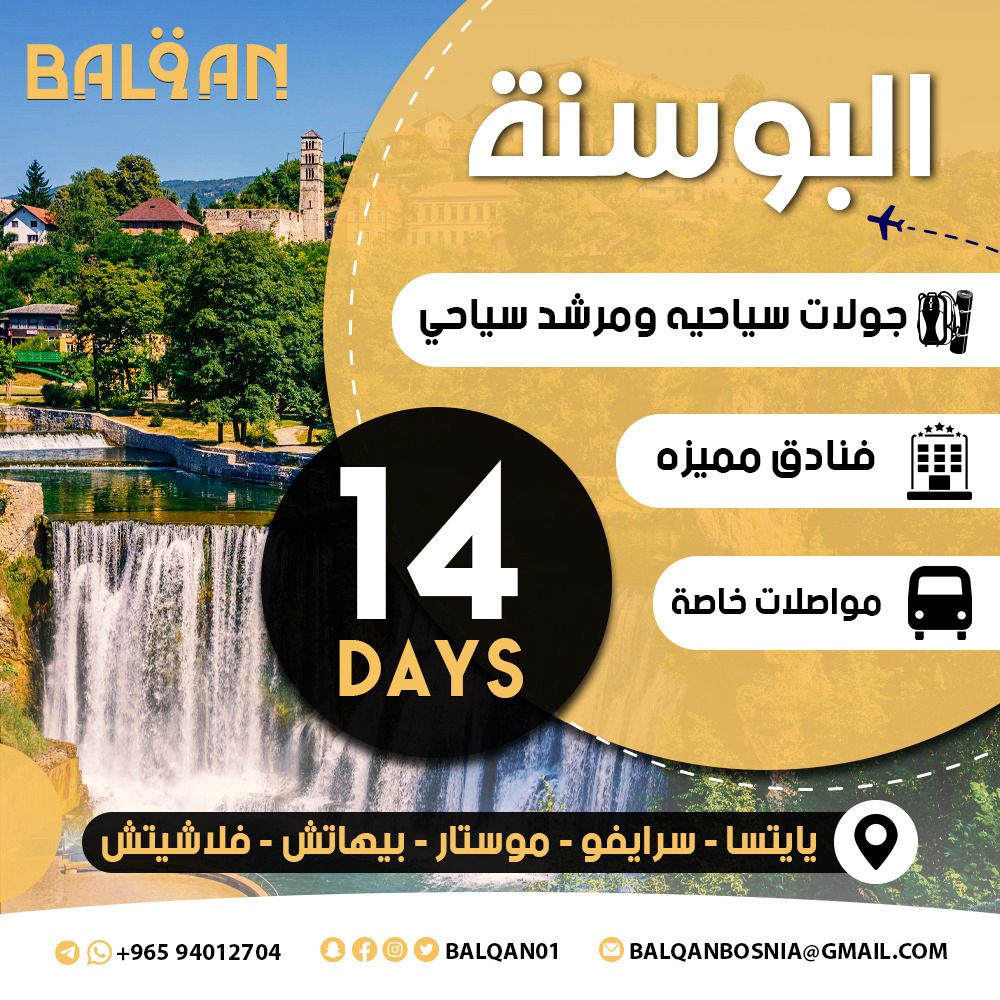 BALQAN
البوسنة
جولات سياحيه ومرشد سياحي
فنادق مميزه
مواصلات خاصة
14
DAYS
يايتسا - سرايفو - موستار - بيهاتش - فلاشيتش
+965 94012704
BALQAN01
BALQANBOSNIA@GMAIL.COM